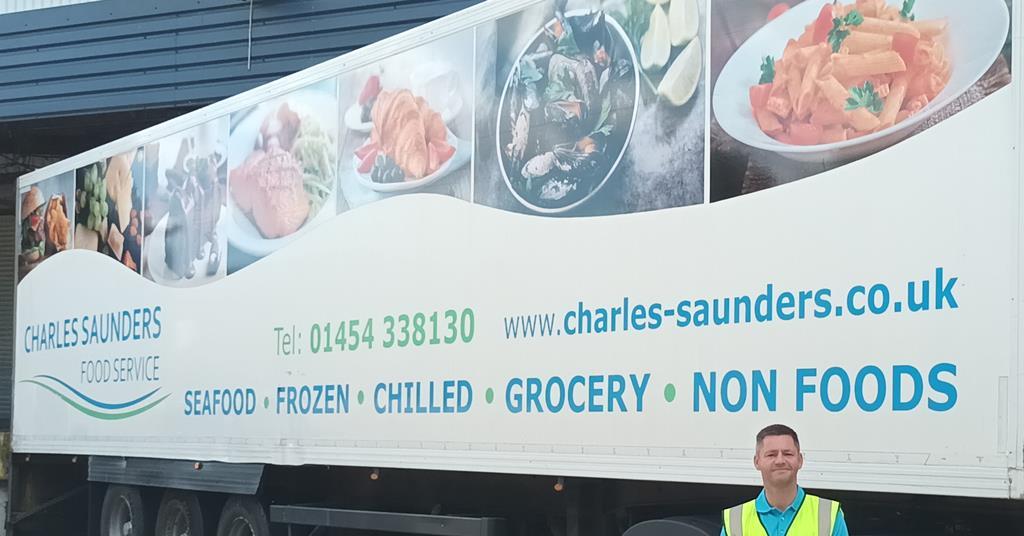 CHARLES SAUNDERS
FOOD SERVICE
Tel: 01454 338130
www.charles-saunders.co.uk
SEAFOOD • FROZEN • CHILLED • GROCERY • NON FOODS